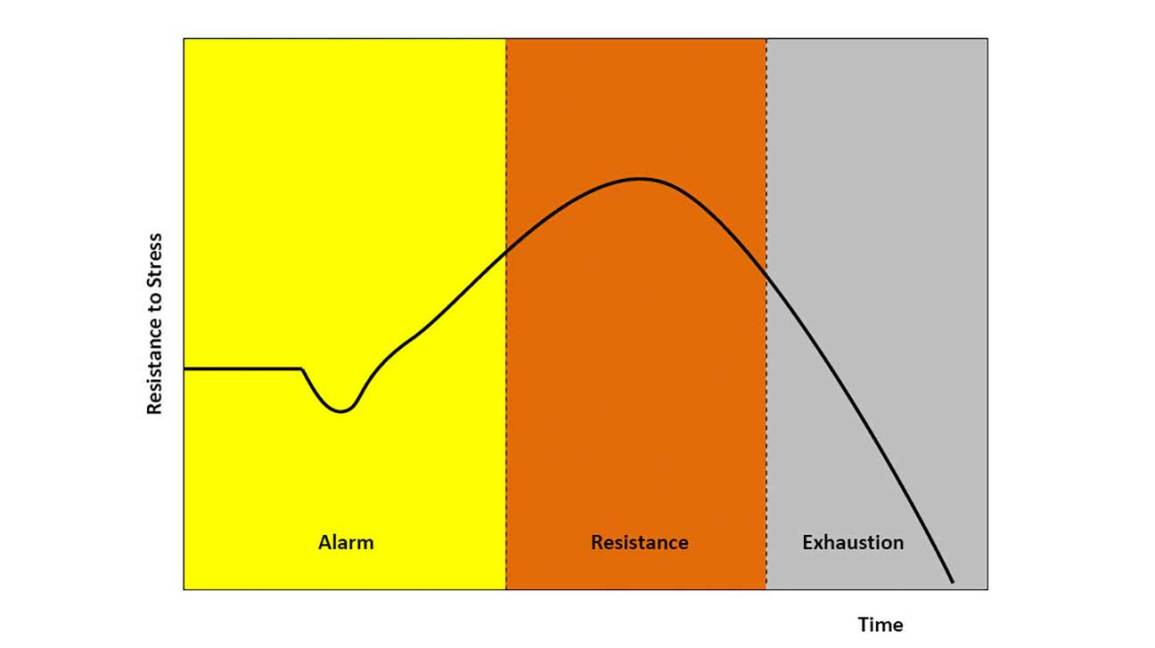 Resistance to Stress
Alarm
Resistance
Exhaustion
Time